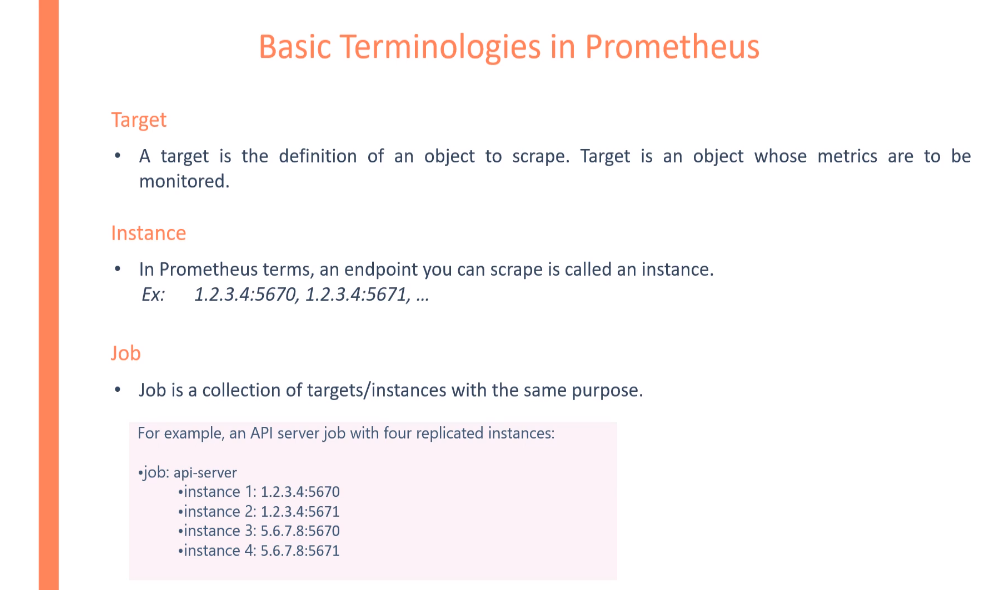 Basic Terminologies in Prometheus
Target
• A target is the definition of an object to scrape. Target is an object whose metrics are to be
monitored.
Instance
• In Prometheus terms, an endpoint you can scrape is called an instance.
Ex: 1.2.3.4:5670, 1.2.3.4:5671, ...
Job
• Job is a collection of targets/instances with the same purpose.
For example, an API server job with four replicated instances:
•job: api-server
•instance 1: 1.2.3.4:5670
•instance 2: 1.2.3.4:5671
•instance 3: 5.6.7.8:5670
•instance 4: 5.6.7.8:5671